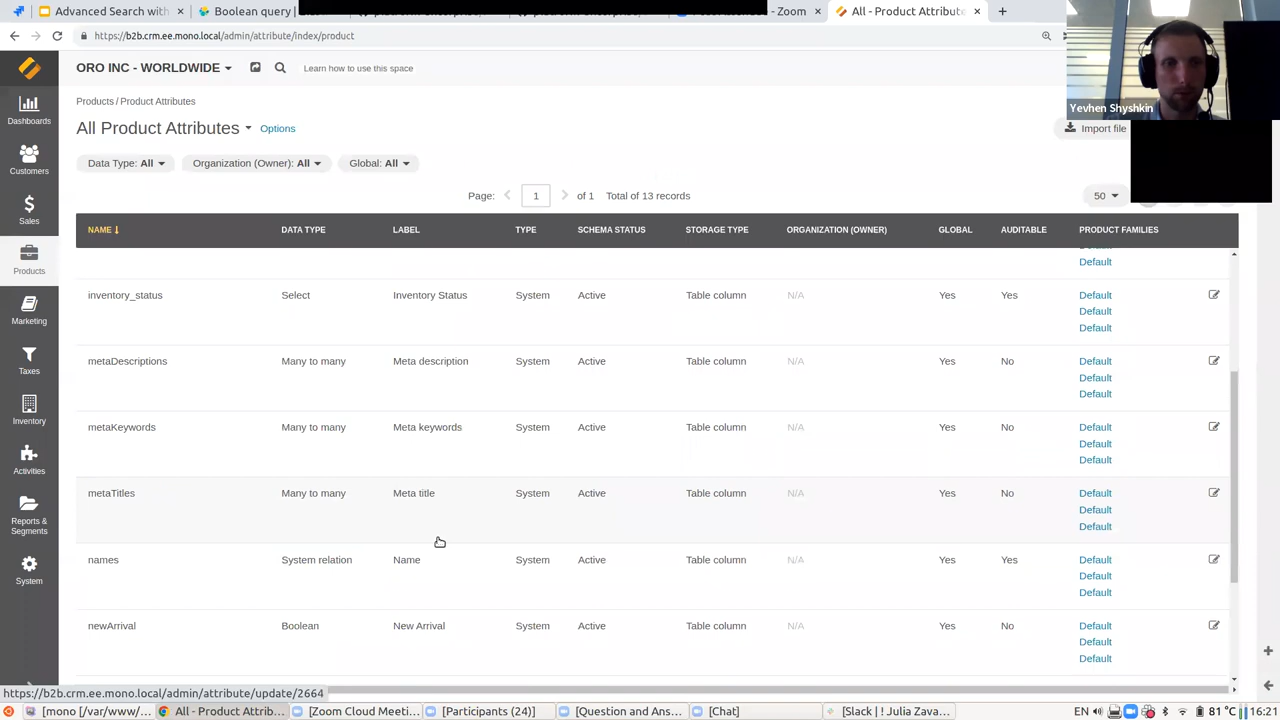 Advanced Search with
Boolean query |
Zoom
All - Product Attribute
https://b2b.crm.ee.mono.local/admin/attribute/index/product
ORO INC - WORLDWIDE
Learn how to use this space
Yevhen Shyshkin
Dashboards
Customers
Sales
Products
Marketing
Taxes
Inventory
Activities
Reports &
Segments
System
Products / Product Attributes
All Product Attributes Options
Import file
Data Type: All Organization (Owner): All Global: All
Page: 1 of 1 Total of 13 records 50
NAME DATA TYPE LABEL TYPE SCHEMA STATUS STORAGE TYPE ORGANIZATION (OWNER) GLOBAL AUDITABLE PRODUCT FAMILIES
Default
inventory_status Select Inventory Status System Active Table column N/A Yes Yes Default
Default
Default
metaDescriptions Many to many Meta description System Active Table column N/A Yes No Default
Default
Default
metaKeywords Many to many Meta keywords System Active Table column N/A Yes No Default
Default
Default
metaTitles Many to many Meta title System Active Table column N/A Yes No Default
Default
Default
names System relation Name System Active Table column N/A Yes Yes Default
Default
Default
newArrival Boolean New Arrival System Active Table column N/A Yes No Default
Default
Default
https://b2b.crm.ee.mono.local/admin/attribute/update/2664
[mono [/var/www/... All - Product Attrib... [Zoom Cloud Meeti... [Participants (24)] [Question and Ans... [Chat] [Slack | ! Julia Zava... EN 81 °C 16:21